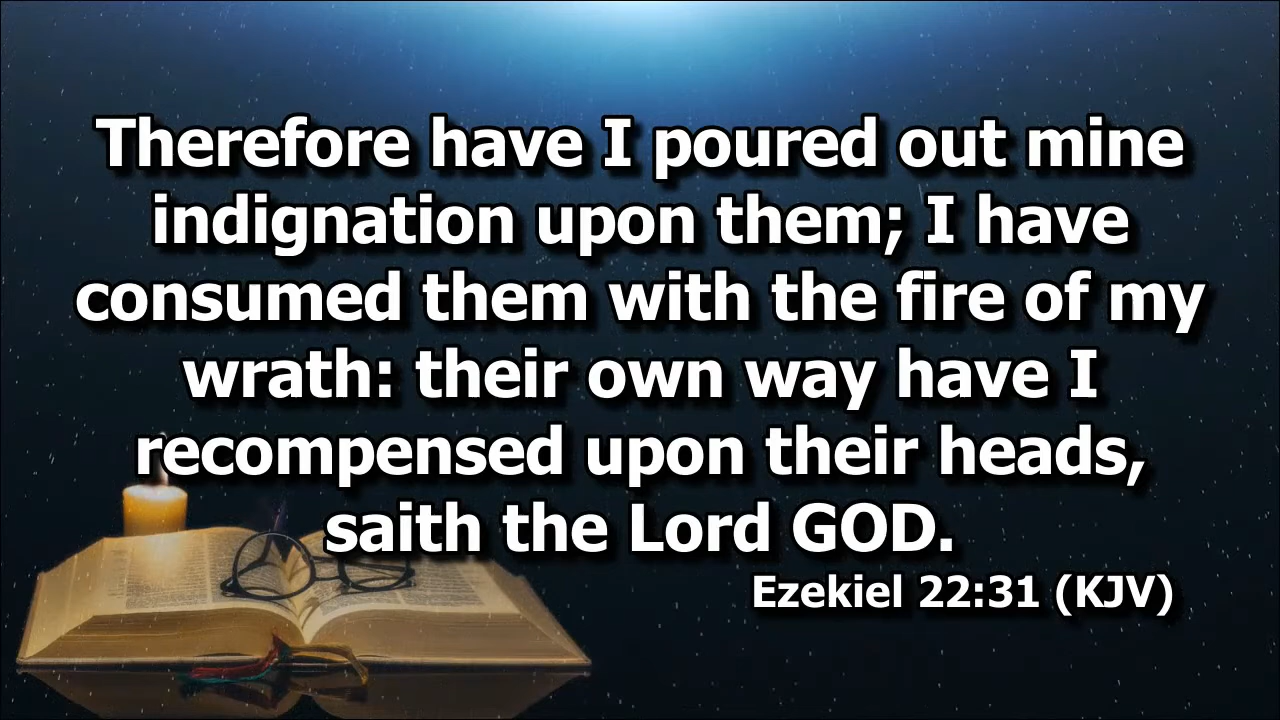 Therefore have I poured out mine
indignation upon them; I have
consumed them with the fire of my
wrath: their own way have I
recompensed upon their heads,
saith the Lord GOD.
Ezekiel 22:31 (KJV)